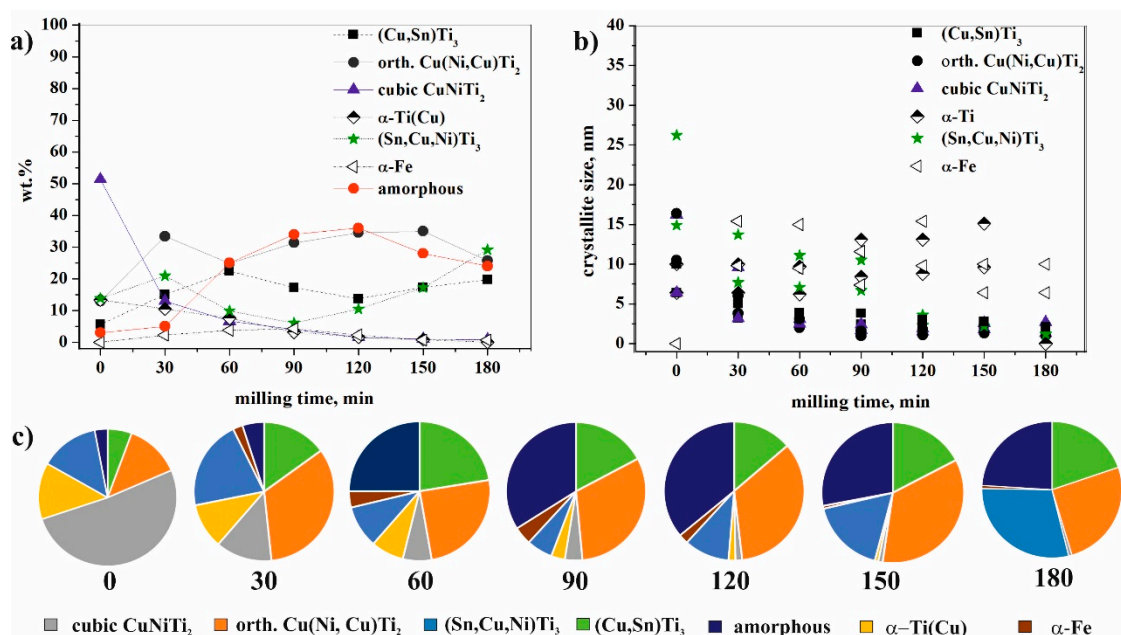 a)
(Cu,Sn)Ti₃
orth. Cu(Ni,Cu)Ti₂
cubic CuNiTi₂
α-Ti(Cu)
(Sn,Cu,Ni)Ti₃
α-Fe
amorphous
100
90
80
70
60
50
40
30
20
10
0
wt.%
0 30 60 90 120 150 180
milling time, min
b)
(Cu,Sn)Ti₃
orth. Cu(Ni,Cu)Ti₂
cubic CuNiTi₂
α-Ti
(Sn,Cu,Ni)Ti₃
α-Fe
40
35
30
25
20
15
10
5
0
crystallite size, nm
0 30 60 90 120 150 180
milling time, min
c)
0 30 60 90 120 150 180
cubic CuNiTi₂ orth. Cu(Ni, Cu)Ti₂ (Sn,Cu,Ni)Ti₃ (Cu,Sn)Ti₃ amorphous α–Ti(Cu) α-Fe